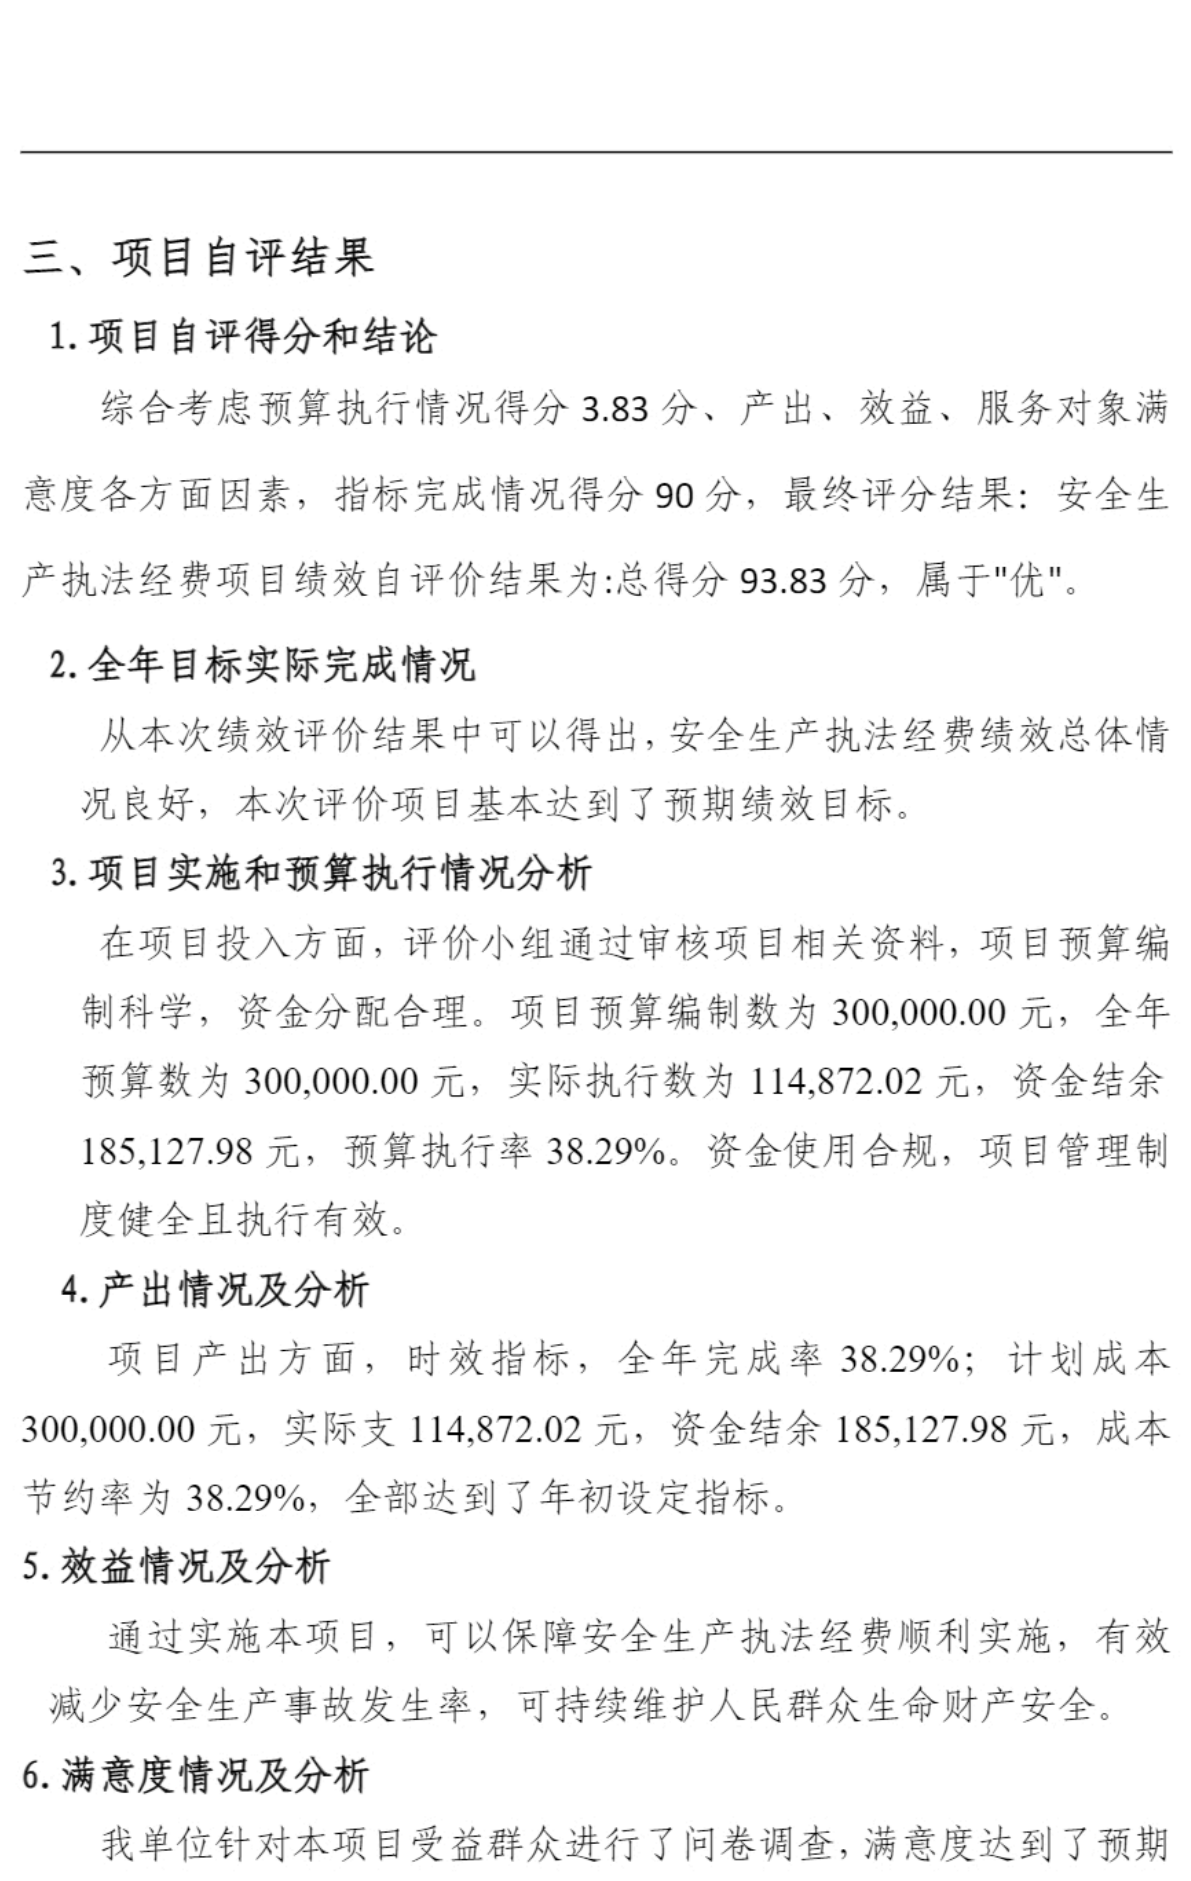 三、项目自评结果
1.项目自评得分和结论
综合考虑预算执行情况得分 3.83 分、产出、效益、服务对象满
意度各方面因素，指标完成情况得分 90 分，最终评分结果：安全生
产执法经费项目绩效自评价结果为:总得分 93.83 分，属于"优"。
2.全年目标实际完成情况
从本次绩效评价结果中可以得出,安全生产执法经费绩效总体情
况良好，本次评价项目基本达到了预期绩效目标。
3.项目实施和预算执行情况分析
在项目投入方面，评价小组通过审核项目相关资料，项目预算编
制科学，资金分配合理。项目预算编制数为 300,000.00 元，全年
预算数为 300,000.00 元，实际执行数为 114,872.02 元，资金结余
185,127.98 元，预算执行率 38.29%。资金使用合规，项目管理制
度健全且执行有效。
4.产出情况及分析
项目产出方面，时效指标，全年完成率 38.29%；计划成本
300,000.00 元，实际支 114,872.02 元，资金结余 185,127.98 元，成本
节约率为 38.29%，全部达到了年初设定指标。
5.效益情况及分析
通过实施本项目，可以保障安全生产执法经费顺利实施，有效
减少安全生产事故发生率，可持续维护人民群众生命财产安全。
6.满意度情况及分析
我单位针对本项目受益群众进行了问卷调查,满意度达到了预期